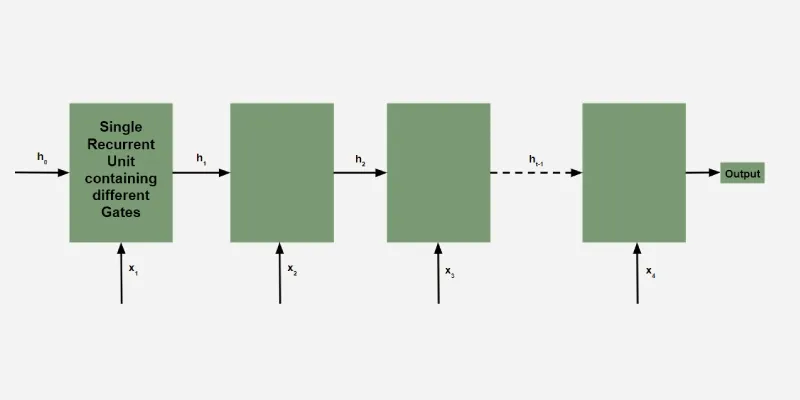 Single
Recurrent
Unit
containing
different
Gates
h₀
h₁
h₂
hₜ₋₁
Output
x₁
x₂
x₃
x₄